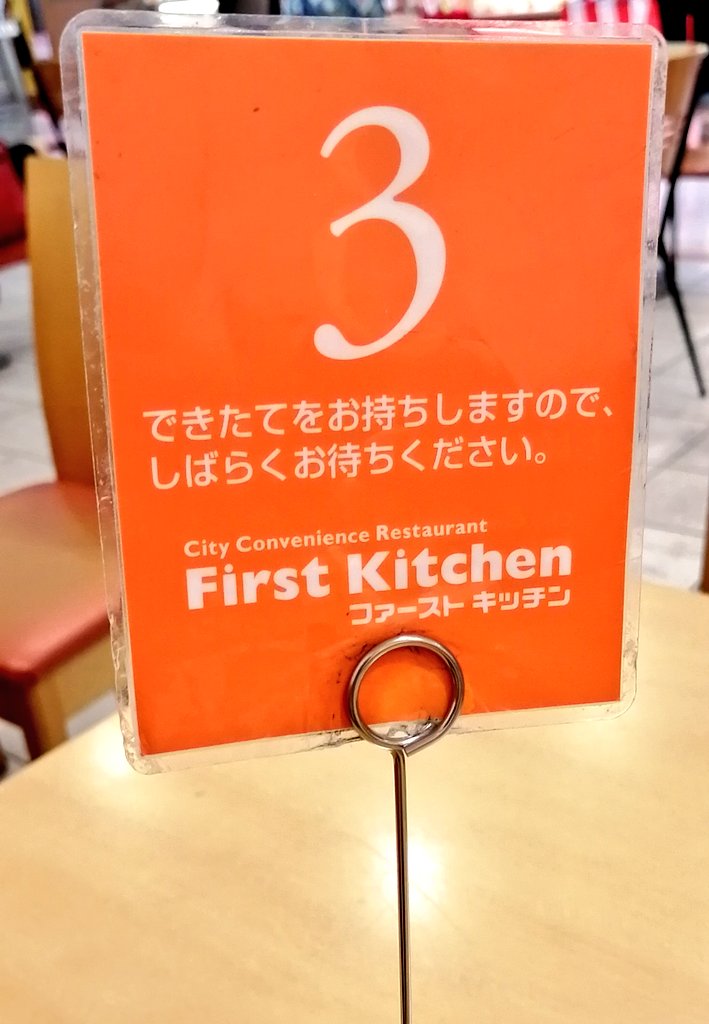 3
できたてをお持ちしますので、
しばらくお待ちください。
City Convenience Restaurant
First Kitchen
ファースト キッチン